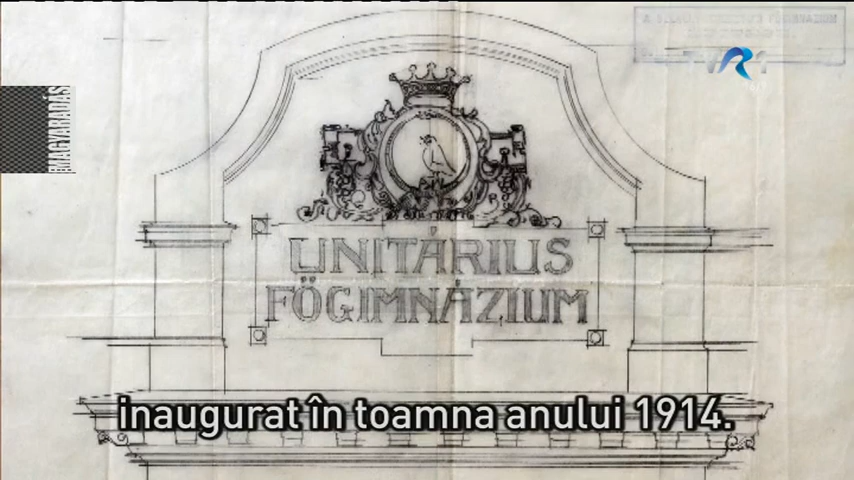 MAGYARADÁS
UNITÁRIUS
FŐGIMNÁZIUM
inaugurat în toamna anului 1914.